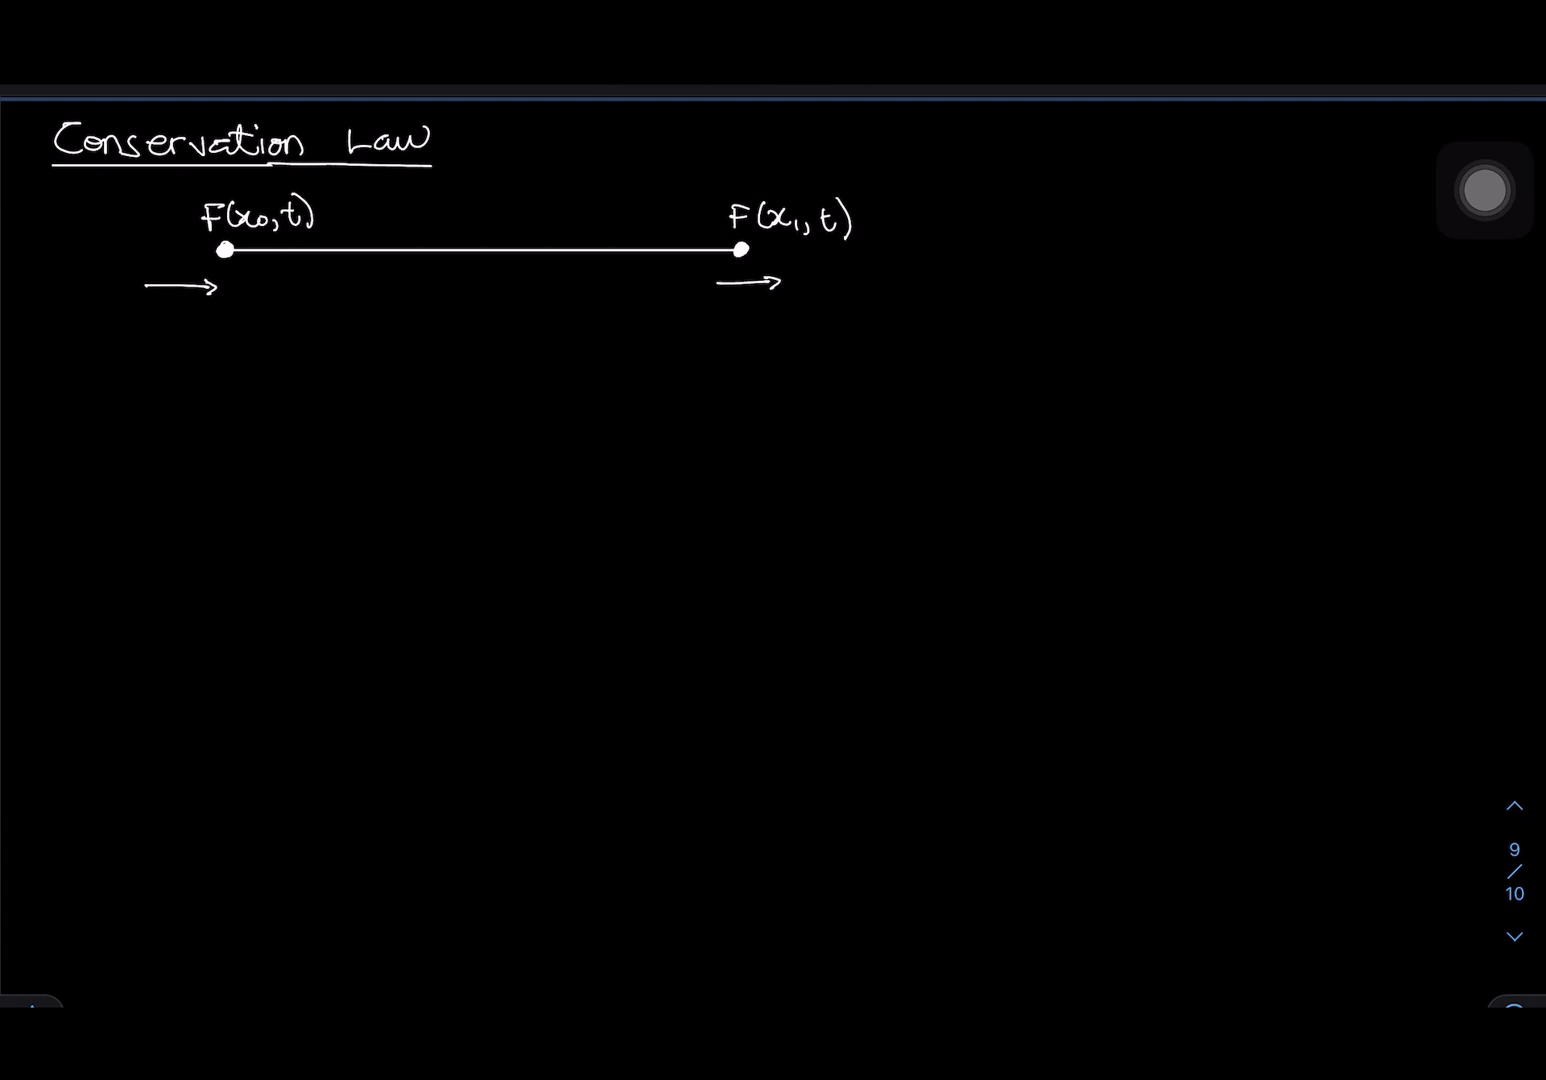 Conservation Law
F(x₀,t) F(x₁,t)
9
/
10